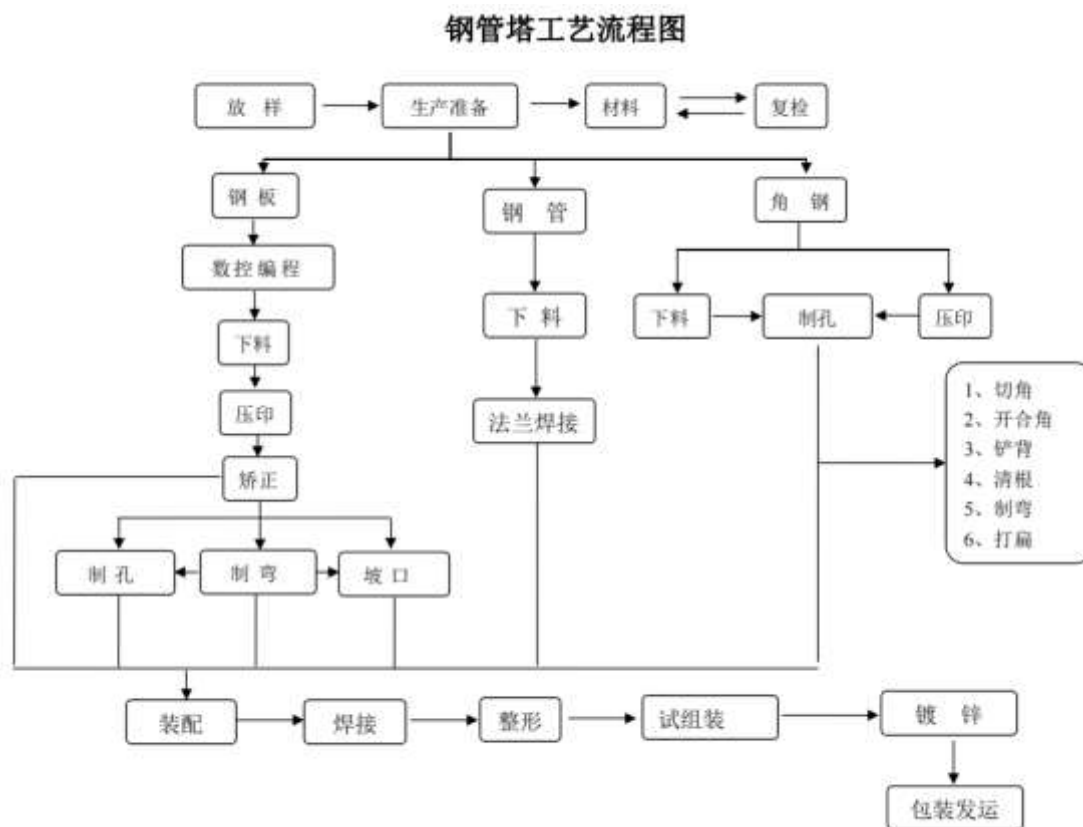 钢管塔工艺流程图
放 样
生产准备
材料
复检
钢 板
钢 管
角 钢
数控编程
下 料
下料
制孔
压印
下料
压印
法兰焊接
1、切角
2、开合角
3、铲背
4、清根
5、制弯
6、打扁
矫正
制 孔
制 弯
坡 口
装配
焊接
整形
试组装
镀 锌
包装发运